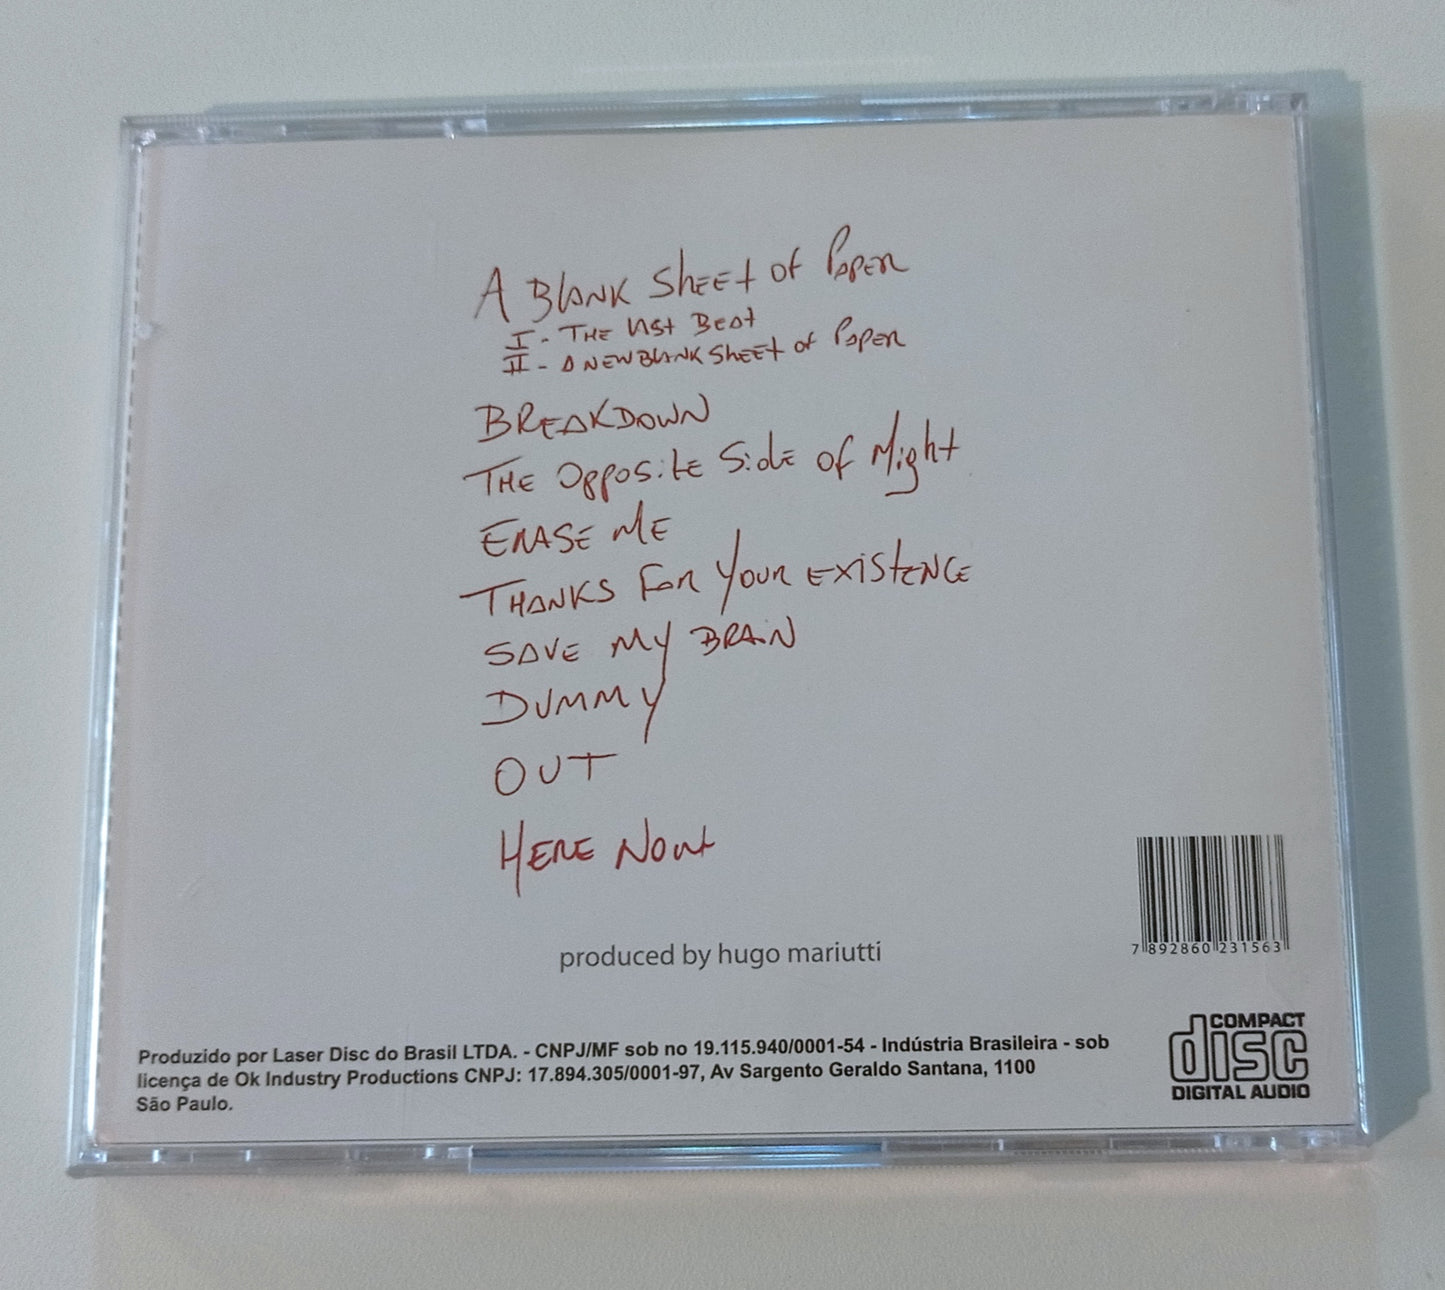 A BLANK SHEET OF PAPER
I - THE LAST BEAT
II - A NEW BLANK SHEET OF PAPER
BREAKDOWN
THE OPPOSITE SIDE OF NIGHT
ERASE ME
THANKS FOR YOUR EXISTENCE
SAVE MY BRAIN
DUMMY
OUT
HERE NOW
produced by hugo mariutti
7 892860 231563
Produzido por Laser Disc do Brasil LTDA. - CNPJ/MF sob no 19.115.940/0001-54 - Indústria Brasileira - sob
licença de Ok Industry Productions CNPJ: 17.894.305/0001-97, Av Sargento Geraldo Santana, 1100
São Paulo.
COMPACT
disc
DIGITAL AUDIO